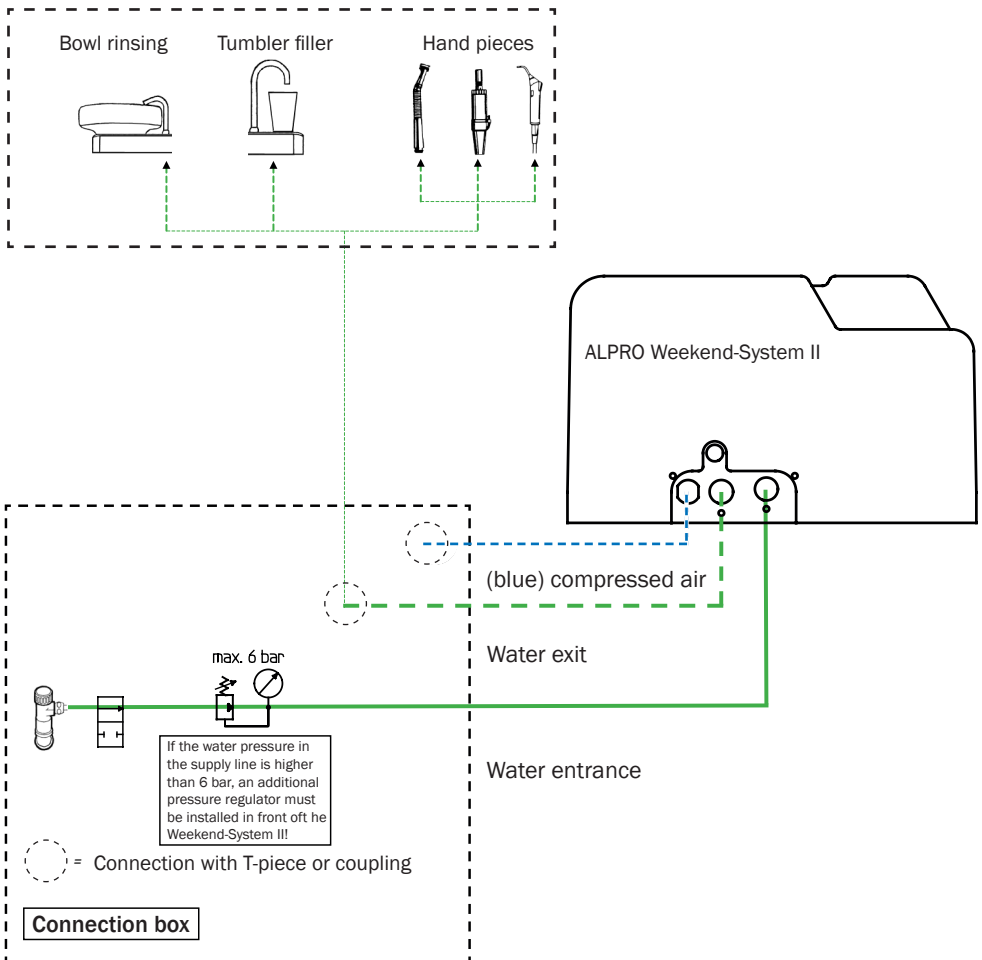 Bowl rinsing
Tumbler filler
Hand pieces
ALPRO Weekend-System II
(blue) compressed air
Water exit
max. 6 bar
If the water pressure in
the supply line is higher
than 6 bar, an additional
pressure regulator must
be installed in front oft he
Weekend-System II!
Water entrance
= Connection with T-piece or coupling
Connection box